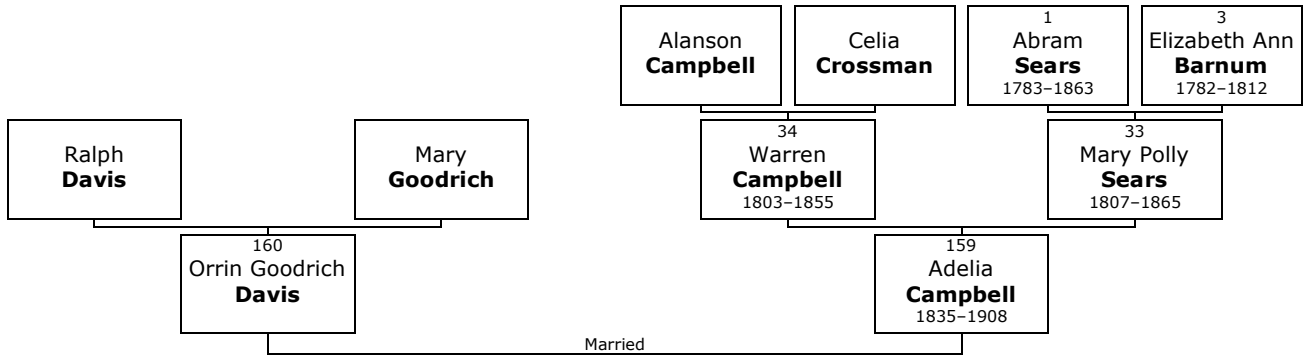 Alanson
Campbell
Celia
Crossman
1
Abram
Sears
1783–1863
3
Elizabeth Ann
Barnum
1782–1812
Ralph
Davis
Mary
Goodrich
34
Warren
Campbell
1803–1855
33
Mary Polly
Sears
1807–1865
160
Orrin Goodrich
Davis
159
Adelia
Campbell
1835–1908
Married